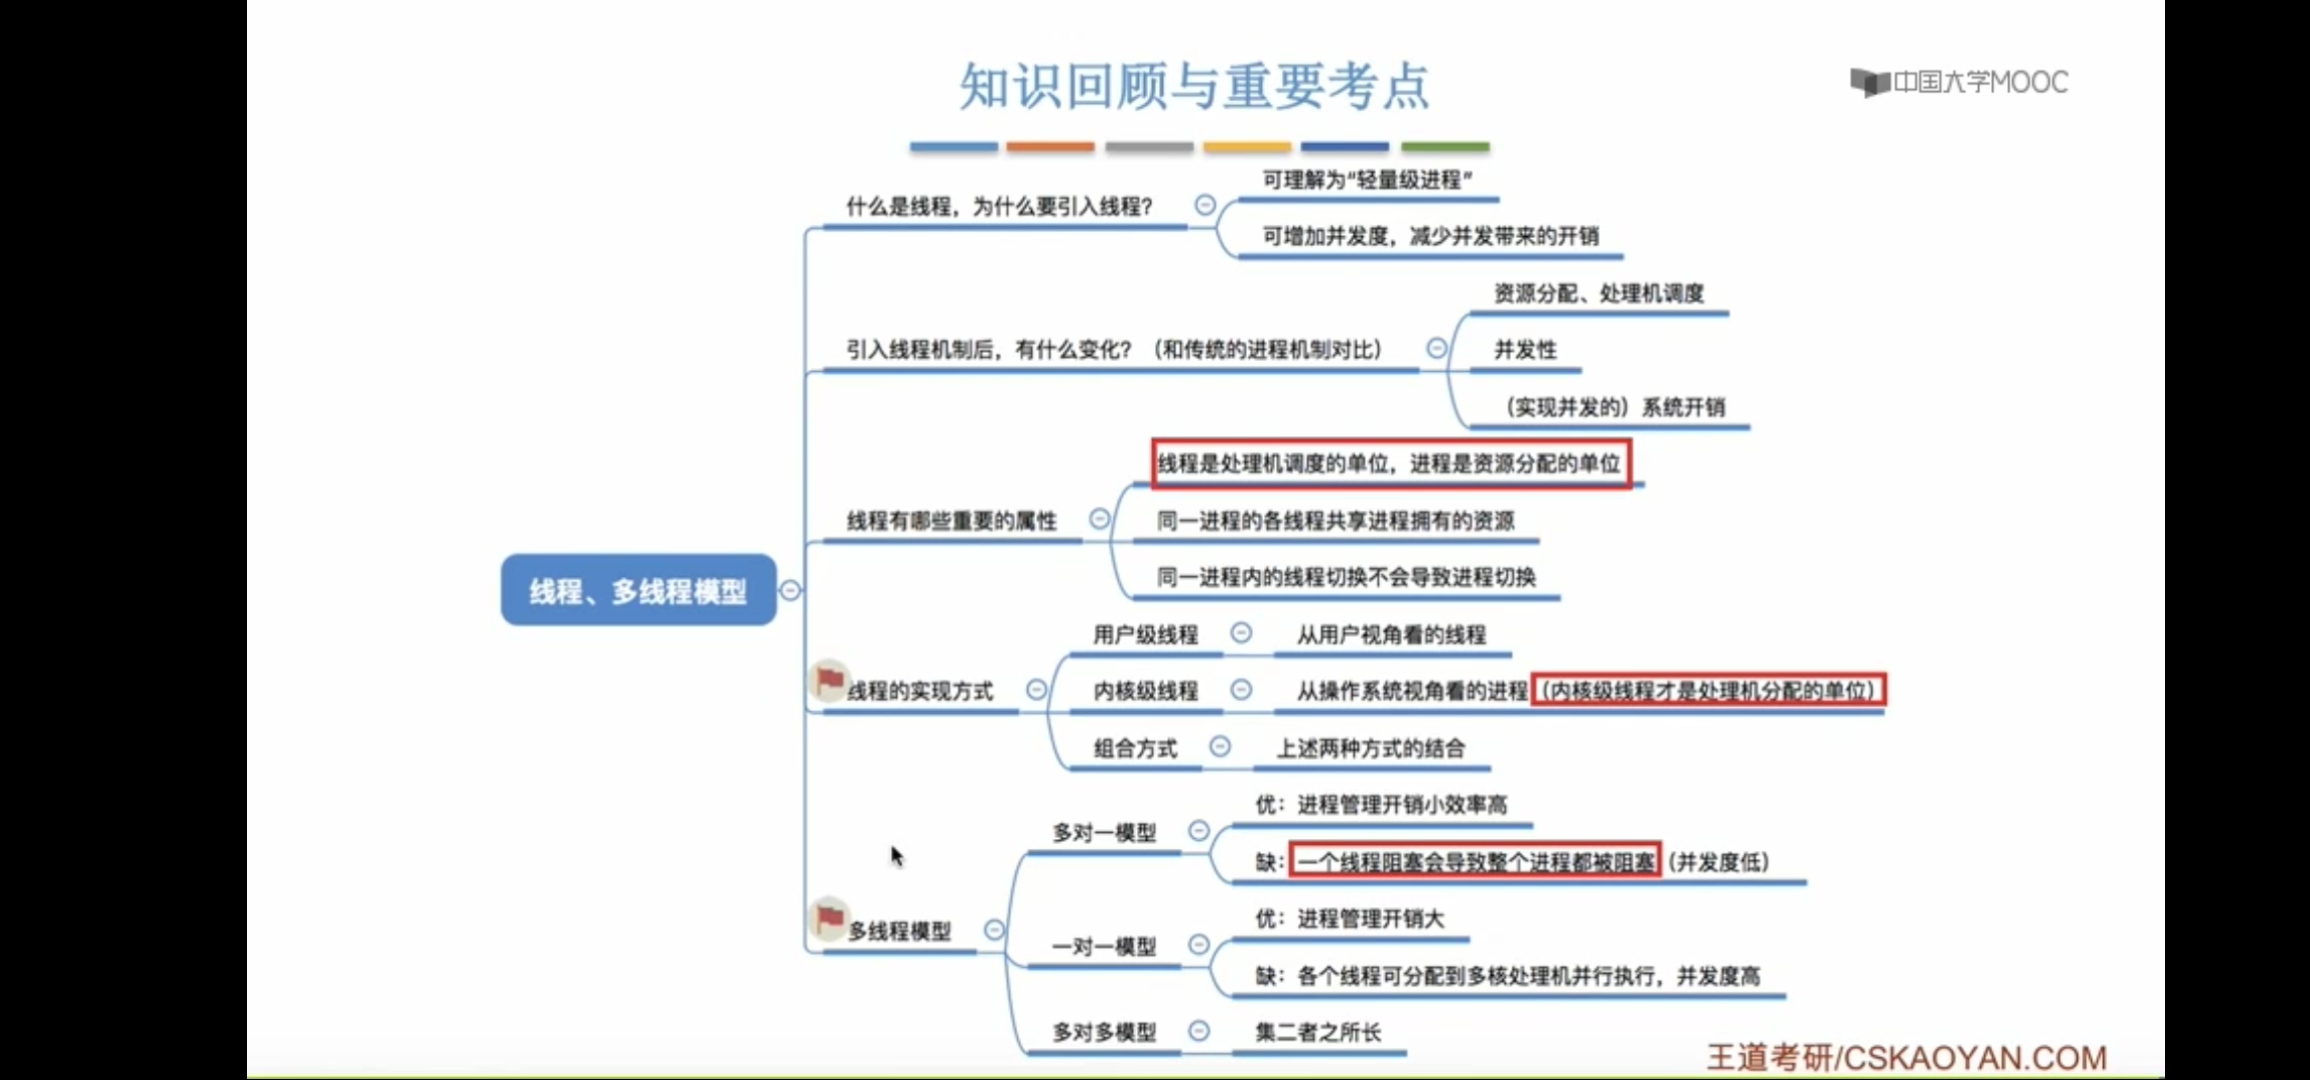 知识回顾与重要考点
中国大学MOOC
线程、多线程模型
什么是线程，为什么要引入线程？
可理解为“轻量级进程”
可增加并发度，减少并发带来的开销
引入线程机制后，有什么变化？（和传统的进程机制对比）
资源分配、处理机调度
并发性
（实现并发的）系统开销
线程有哪些重要的属性
线程是处理机调度的单位，进程是资源分配的单位
同一进程的各线程共享进程拥有的资源
同一进程内的线程切换不会导致进程切换
线程的实现方式
用户级线程
从用户视角看的线程
内核级线程
从操作系统视角看的进程（内核级线程才是处理机分配的单位）
组合方式
上述两种方式的结合
多线程模型
多对一模型
优：进程管理开销小效率高
缺：一个线程阻塞会导致整个进程都被阻塞（并发度低）
一对一模型
优：进程管理开销大
缺：各个线程可分配到多核处理机并行执行，并发度高
多对多模型
集二者之所长
王道考研/CSKAOYAN.COM